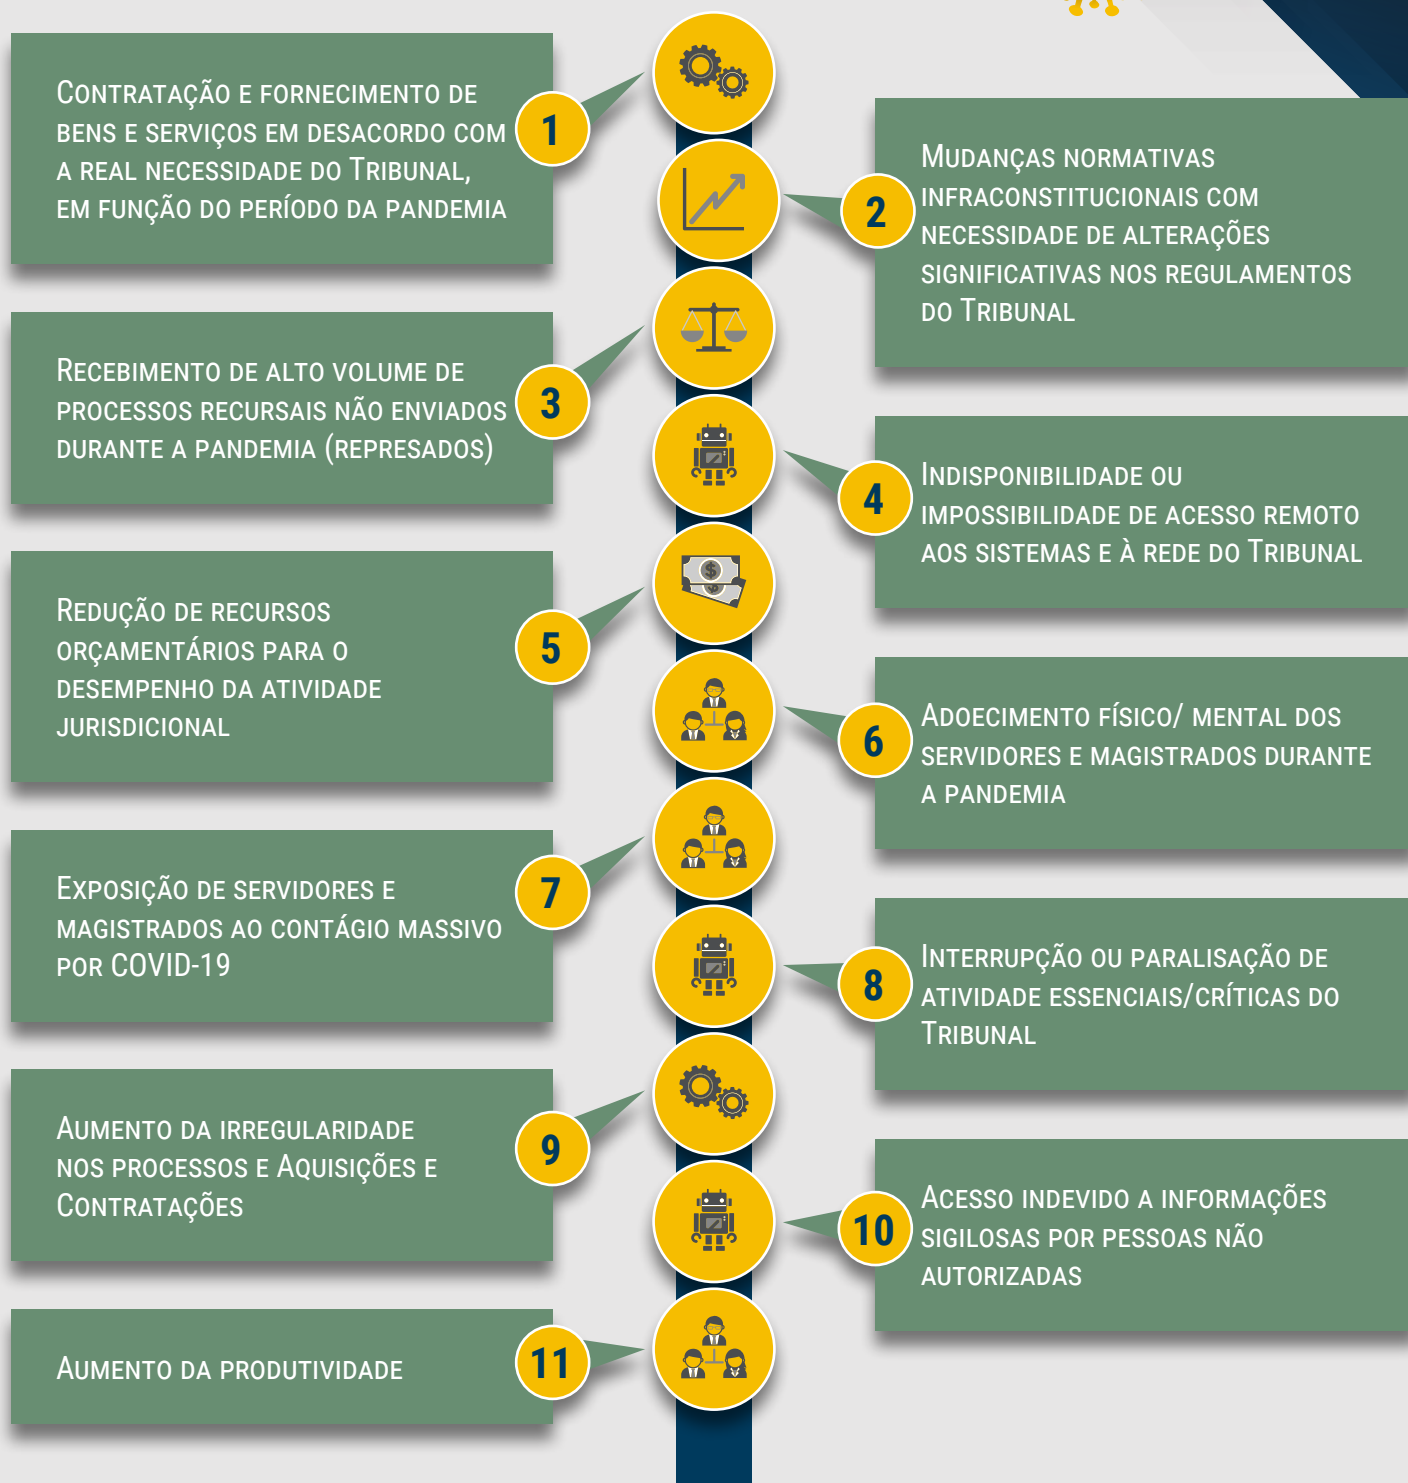 CONTRATAÇÃO E FORNECIMENTO DE
BENS E SERVIÇOS EM DESACORDO COM
A REAL NECESSIDADE DO TRIBUNAL,
EM FUNÇÃO DO PERÍODO DA PANDEMIA
1
MUDANÇAS NORMATIVAS
INFRACONSTITUCIONAIS COM
NECESSIDADE DE ALTERAÇÕES
SIGNIFICATIVAS NOS REGULAMENTOS
DO TRIBUNAL
2
RECEBIMENTO DE ALTO VOLUME DE
PROCESSOS RECURSAIS NÃO ENVIADOS
DURANTE A PANDEMIA (REPRESADOS)
3
INDISPONIBILIDADE OU
IMPOSSIBILIDADE DE ACESSO REMOTO
AOS SISTEMAS E À REDE DO TRIBUNAL
4
REDUÇÃO DE RECURSOS
ORÇAMENTÁRIOS PARA O
DESEMPENHO DA ATIVIDADE
JURISDICIONAL
5
ADOECIMENTO FÍSICO/ MENTAL DOS
SERVIDORES E MAGISTRADOS DURANTE
A PANDEMIA
6
EXPOSIÇÃO DE SERVIDORES E
MAGISTRADOS AO CONTÁGIO MASSIVO
POR COVID-19
7
INTERRUPÇÃO OU PARALISAÇÃO DE
ATIVIDADE ESSENCIAIS/CRÍTICAS DO
TRIBUNAL
8
AUMENTO DA IRREGULARIDADE
NOS PROCESSOS E AQUISIÇÕES E
CONTRATAÇÕES
9
ACESSO INDEVIDO A INFORMAÇÕES
SIGILOSAS POR PESSOAS NÃO
AUTORIZADAS
10
AUMENTO DA PRODUTIVIDADE
11